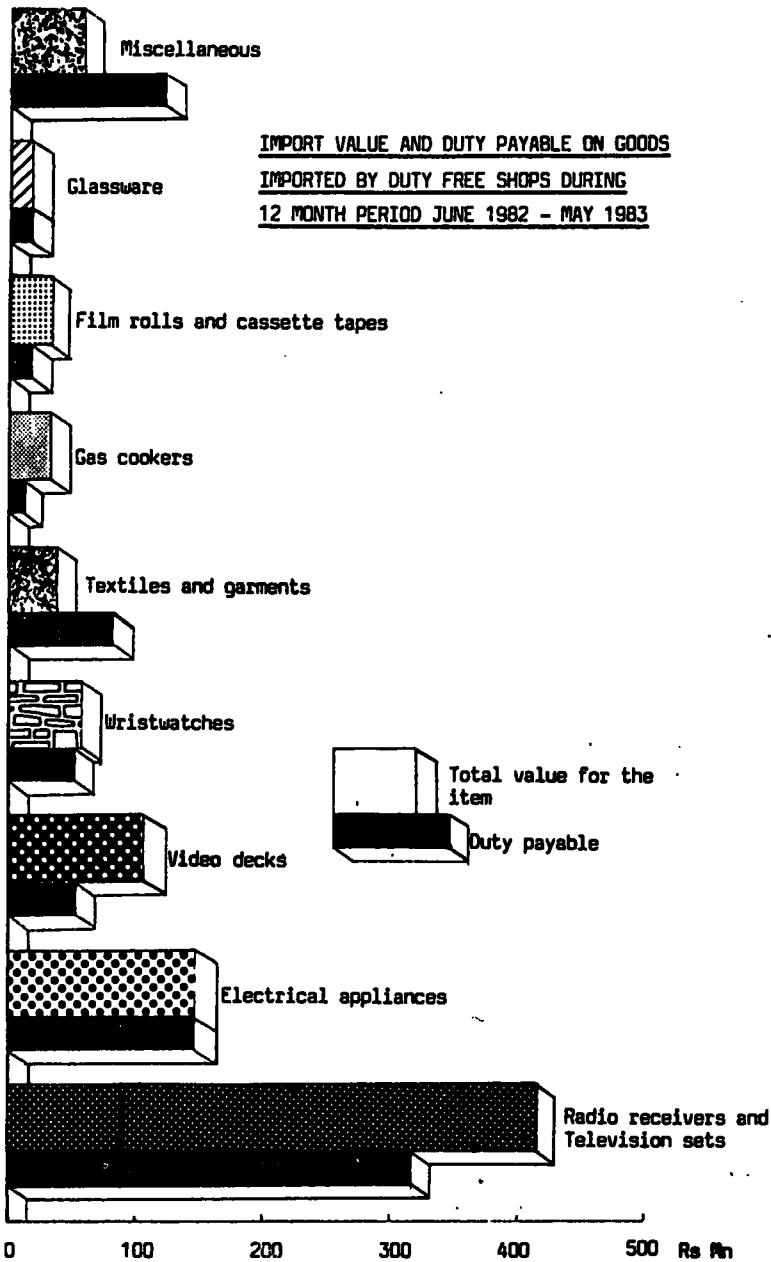 Miscellaneous
IMPORT VALUE AND DUTY PAYABLE ON GOODS
IMPORTED BY DUTY FREE SHOPS DURING
12 MONTH PERIOD JUNE 1982 - MAY 1983
Glassware
Film rolls and cassette tapes
Gas cookers
Textiles and garments
Wristwatches
Total value for the
item
Duty payable
Video decks
Electrical appliances
Radio receivers and
Television sets
0 100 200 300 400 500 Rs Mn